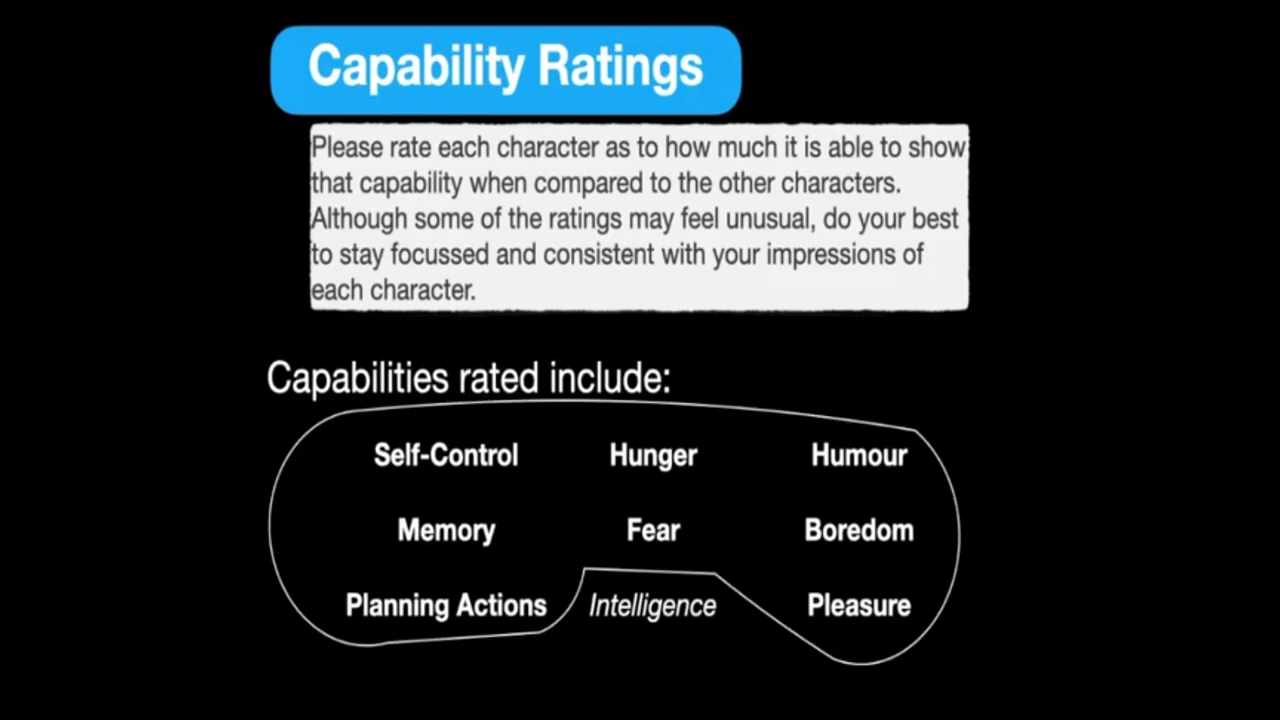 Capability Ratings
Please rate each character as to how much it is able to show
that capability when compared to the other characters.
Although some of the ratings may feel unusual, do your best
to stay focussed and consistent with your impressions of
each character.
Capabilities rated include:
Self-Control Hunger Humour
Memory Fear Boredom
Planning Actions Intelligence Pleasure